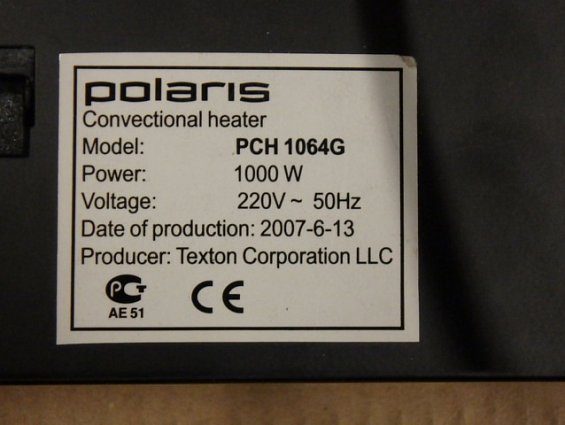 polaris
Convectional heater
Model: PCH 1064G
Power: 1000 W
Voltage: 220V ~ 50Hz
Date of production: 2007-6-13
Producer: Texton Corporation LLC
РСТ CE
AE 51